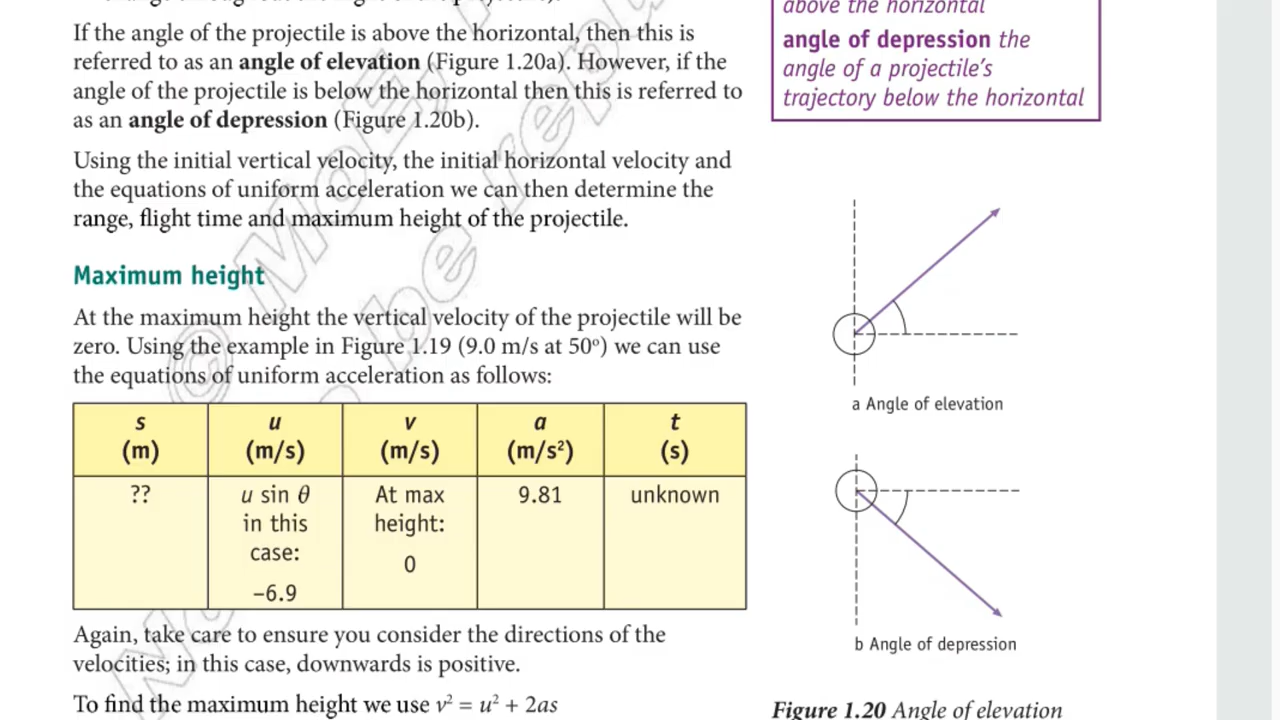 If the angle of the projectile is above the horizontal, then this is
referred to as an angle of elevation (Figure 1.20a). However, if the
angle of the projectile is below the horizontal then this is referred to
as an angle of depression (Figure 1.20b).
Using the initial vertical velocity, the initial horizontal velocity and
the equations of uniform acceleration we can then determine the
range, flight time and maximum height of the projectile.
Maximum height
At the maximum height the vertical velocity of the projectile will be
zero. Using the example in Figure 1.19 (9.0 m/s at 50º) we can use
the equations of uniform acceleration as follows:
s u v a t
(m) (m/s) (m/s) (m/s²) (s)
?? u sin θ At max 9.81 unknown
in this height:
case: 0
–6.9
Again, take care to ensure you consider the directions of the
velocities; in this case, downwards is positive.
To find the maximum height we use v² = u² + 2as
above the horizontal
angle of depression the
angle of a projectile's
trajectory below the horizontal
a Angle of elevation
b Angle of depression
Figure 1.20 Angle of elevation
© MoE
be